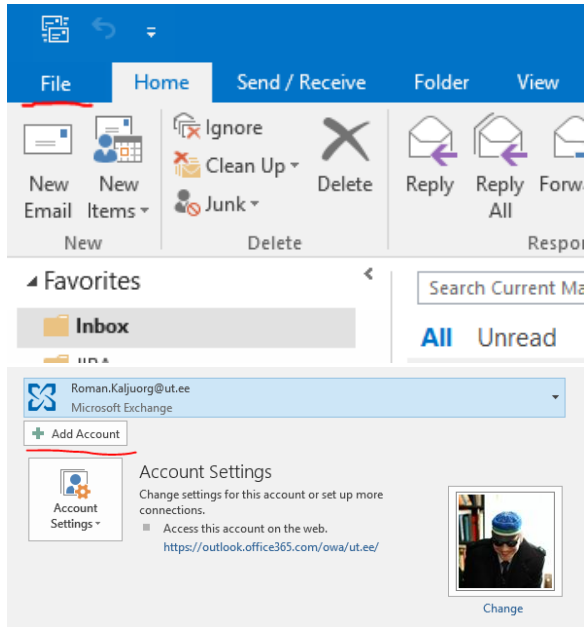 File Home Send / Receive Folder View
Ignore
Clean Up
Junk
New Email
New Items
Delete
Reply
Reply All
Forw
New Delete Respo
Favorites
Inbox
Search Current Ma
All Unread
Roman.Kaljuorg@ut.ee
Microsoft Exchange
Add Account
Account Settings
Account Settings
Change settings for this account or set up more
connections.
Access this account on the web.
https://outlook.office365.com/owa/ut.ee/
Change